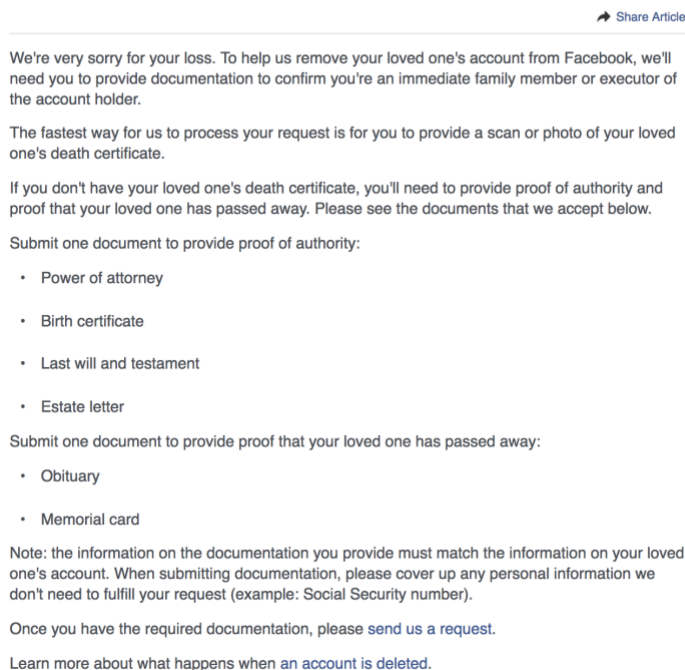 Share Article
We're very sorry for your loss. To help us remove your loved one's account from Facebook, we'll
need you to provide documentation to confirm you're an immediate family member or executor of
the account holder.
The fastest way for us to process your request is for you to provide a scan or photo of your loved
one's death certificate.
If you don't have your loved one's death certificate, you'll need to provide proof of authority and
proof that your loved one has passed away. Please see the documents that we accept below.
Submit one document to provide proof of authority:
• Power of attorney
• Birth certificate
• Last will and testament
• Estate letter
Submit one document to provide proof that your loved one has passed away:
• Obituary
• Memorial card
Note: the information on the documentation you provide must match the information on your loved
one's account. When submitting documentation, please cover up any personal information we
don't need to fulfill your request (example: Social Security number).
Once you have the required documentation, please send us a request.
Learn more about what happens when an account is deleted.